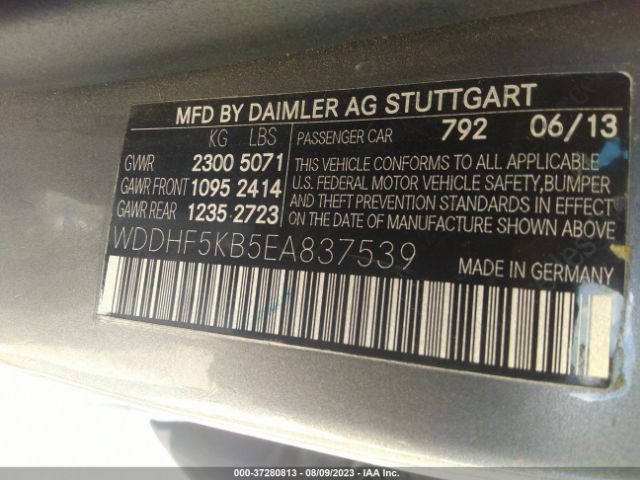 MFD BY DAIMLER AG STUTTGART
KG LBS PASSENGER CAR 792 06/13
GVWR 2300 5071
GAWR FRONT 1095 2414
GAWR REAR 1235 2723
THIS VEHICLE CONFORMS TO ALL APPLICABLE
U.S. FEDERAL MOTOR VEHICLE SAFETY, BUMPER
AND THEFT PREVENTION STANDARDS IN EFFECT
ON THE DATE OF MANUFACTURE SHOWN ABOVE
WDDHF5KB5EA837539
MADE IN GERMANY
000-37280813 - 08/09/2023 - IAA Inc.